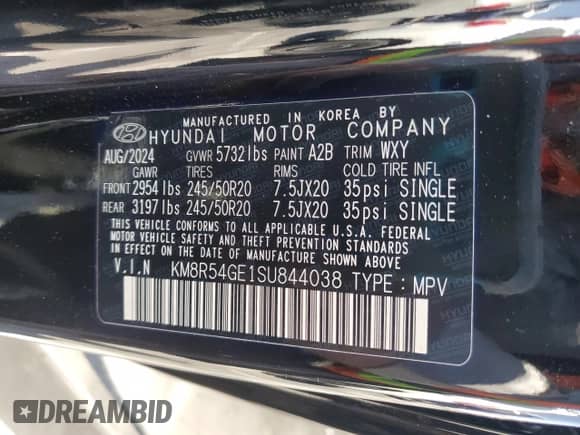 MANUFACTURED IN KOREA BY
HYUNDAI MOTOR COMPANY
AUG/2024 GVWR 5732lbs PAINT A2B TRIM WXY
GAWR TIRES RIMS COLD TIRE INFL
FRONT 2954lbs 245/50R20 7.5JX20 35psi SINGLE
REAR 3197lbs 245/50R20 7.5JX20 35psi SINGLE
THIS VEHICLE CONFORMS TO ALL APPLICABLE U.S.A. FEDERAL
MOTOR VEHICLE SAFETY AND THEFT PREVENTION STANDARDS
IN EFFECT ON THE DATE OF MANUFACTURE SHOWN ABOVE.
V.I.N KM8R54GE1SU844038 TYPE : MPV
DREAMBID